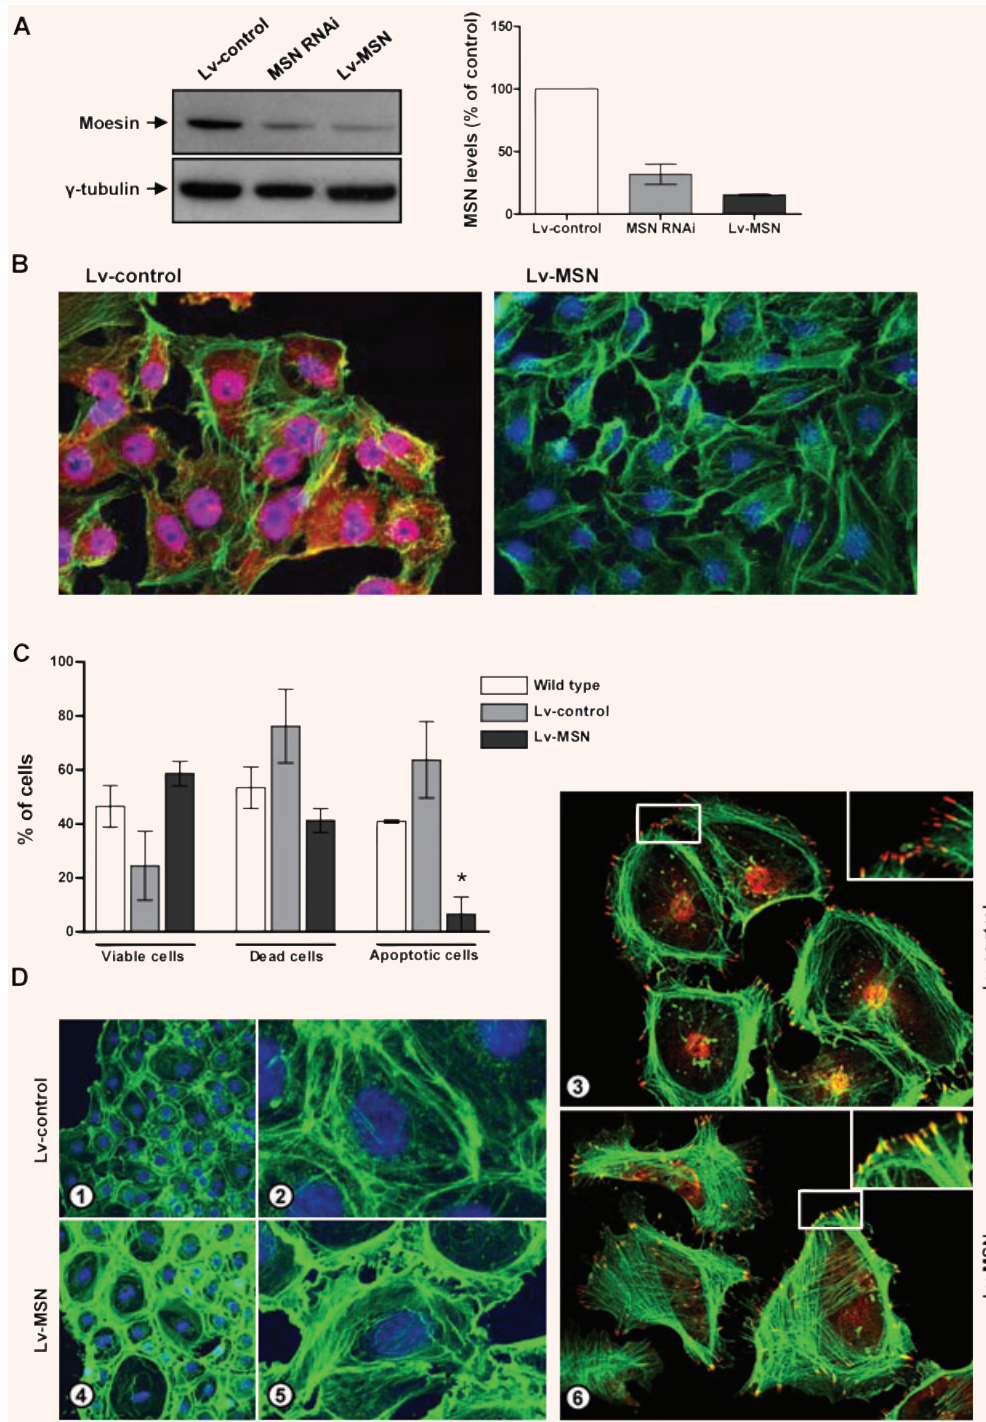 A
Lv-control
MSN RNAi
Lv-MSN
Moesin
γ-tubulin
MSN levels (% of control)
150
100
50
0
Lv-control
MSN RNAi
Lv-MSN
B
Lv-control
Lv-MSN
C
% of cells
100
80
60
40
20
0
*
Wild type
Lv-control
Lv-MSN
Viable cells
Dead cells
Apoptotic cells
D
Lv-control
1
2
3
Lv-MSN
4
5
6